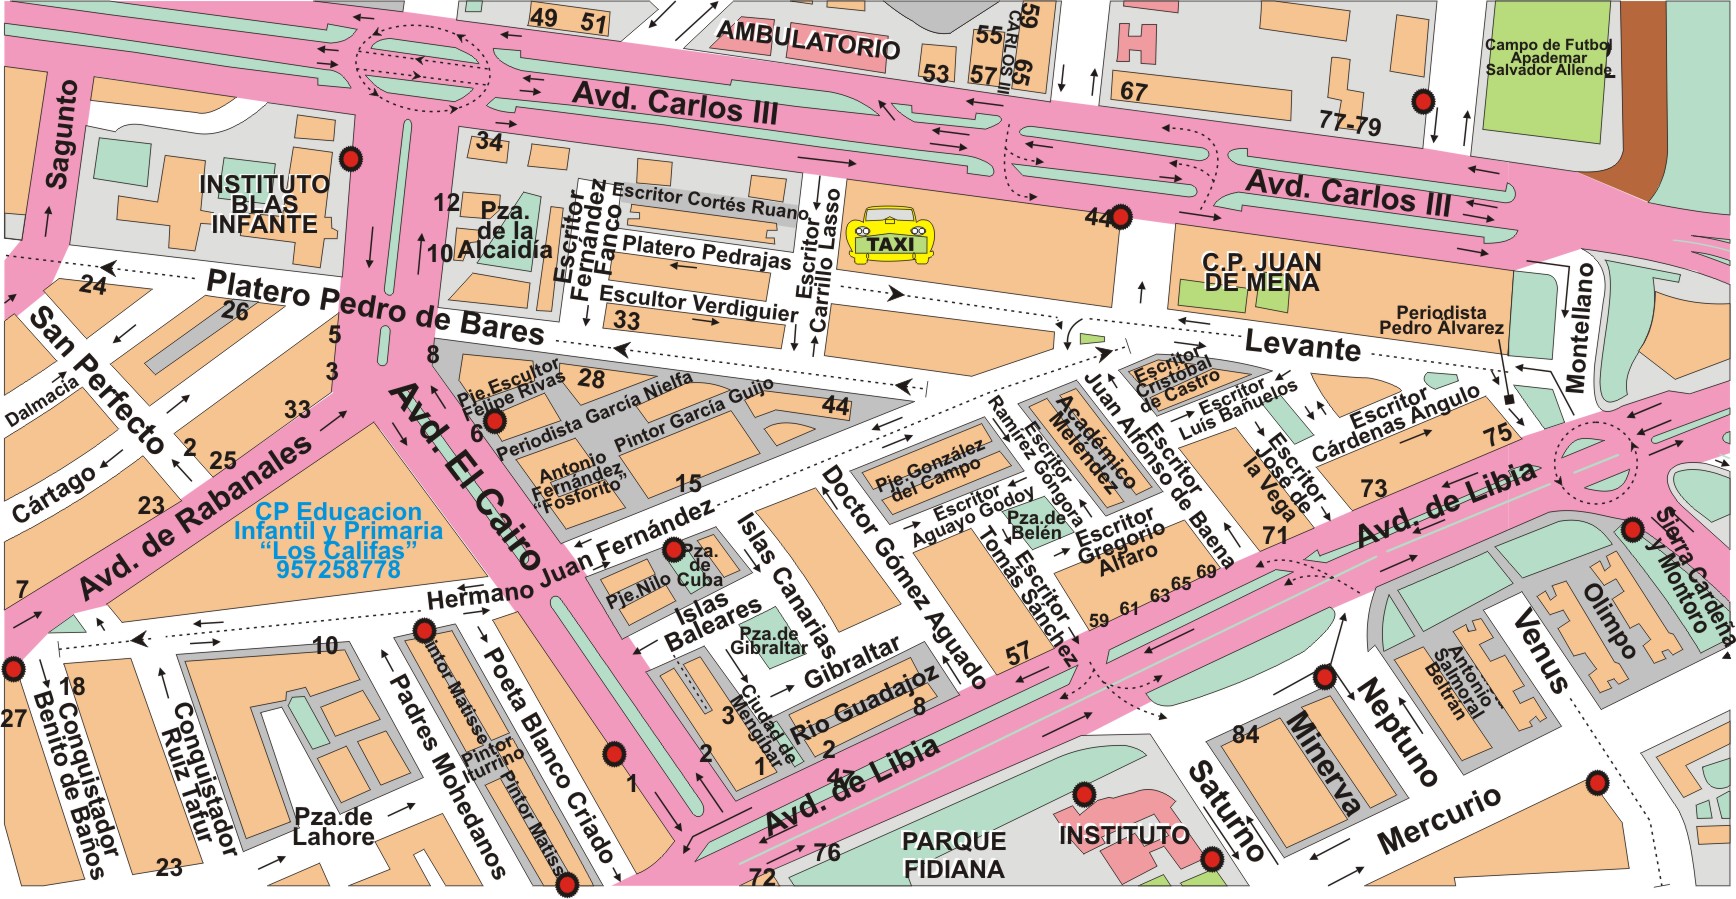 49
51
AMBULATORIO
53
55
57
CARLOS III
59
65
67
77-79
Campo de Futbol
Apademar
Salvador Allende
Avd. Carlos III
Avd. Carlos III
Sagunto
INSTITUTO
BLAS
INFANTE
34
12
10
Pza.
de la
Alcaidía
Escritor
Fernández
Fanco
Escritor Cortés Ruano
Platero Pedrajas
Escultor Verdiguier
33
Escritor
Carrillo Lasso
TAXI
44
C.P. JUAN
DE MENA
Periodista
Pedro Álvarez
Montellano
Levante
24
26
Platero Pedro de Bares
5
3
8
33
San Perfecto
Dalmacia
Cártago
2
25
23
7
Avd. de Rabanales
Avd. El Cairo
CP Educacion
Infantil y Primaria
“Los Califas”
957258778
Pje. Escultor
Felipe Rivas
6
28
Periodista García Nielfa
Pintor García Guijo
44
Antonio
Fernández
“Fosforito”
15
Hermano Juan Fernández
Pje. González
del Campo
Ramírez Góngora
Escritor
Académico
Meléndez
Juan Alfonso de Baena
Escritor
Escritor
Cristobal
de Castro
Escritor
Luis Bañuelos
Escritor
José de
la Vega
Escritor
Cárdenas Angulo
75
73
71
Avd. de Libia
Escritor
Aguayo Godoy
Pza.de
Belén
Escritor
Gregorio
Alfaro
Escritor
Tomás Sánchez
59
61
63
65
69
57
Doctor Gómez Aguado
Islas Canarias
Pza.
de
Cuba
Pje.Nilo
Islas
Baleares
Pza.de
Gibraltar
Gibraltar
Rio Guadajoz
8
2
47
Ciudad de
Mengíbar
3
2
1
1
Avd. de Libia
76
72
PARQUE
FIDIANA
INSTITUTO
Saturno
84
Minerva
Neptuno
Mercurio
Antonio
Salmoral
Beltrán
Venus
Olimpo
Sierra Cardeña
y Montoro
10
18
27
Benito de Baños
Conquistador
Conquistador
Ruiz Tafur
23
Pza.de
Lahore
Padres Mohedanos
Pintor Matisse
Pintor
Iturrino
Pintor Matisse
Poeta Blanco Criado